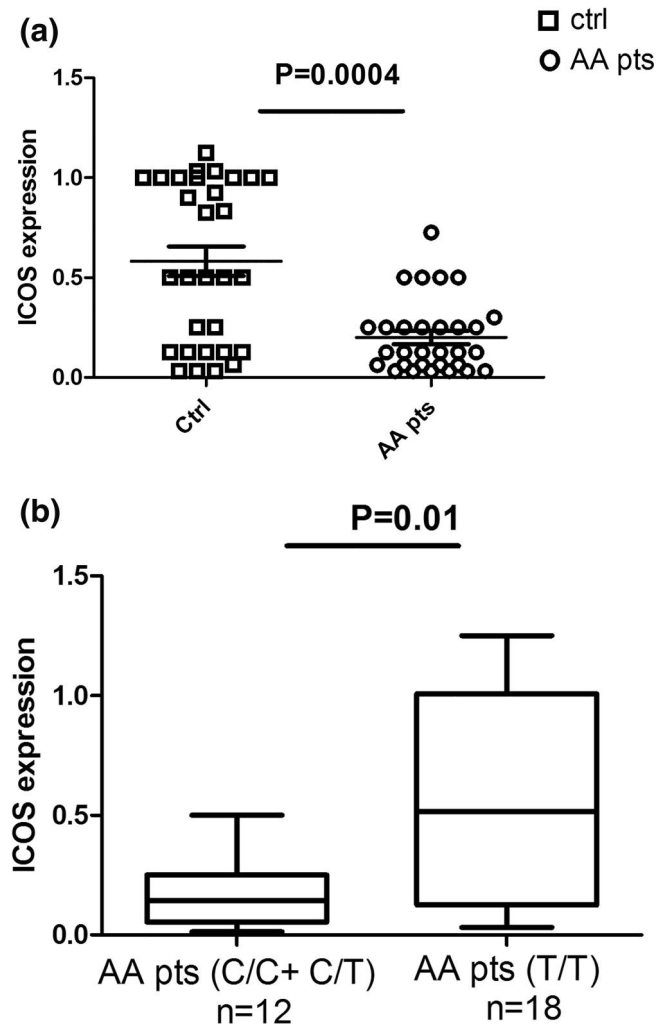 (a)
ctrl
AA pts
P=0.0004
ICOS expression
1.5
1.0
0.5
0.0
Ctrl
AA pts
(b)
P=0.01
ICOS expression
1.5
1.0
0.5
0.0
AA pts (C/C+ C/T)
n=12
AA pts (T/T)
n=18